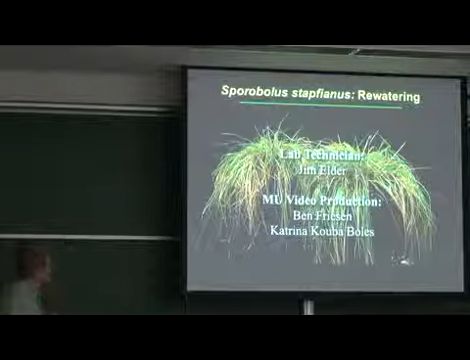 Sporobolus stapfianus: Rewatering
Lab Technician:
Jim Elder
MU Video Production:
Ben Friesen
Katrina Kouba Boles